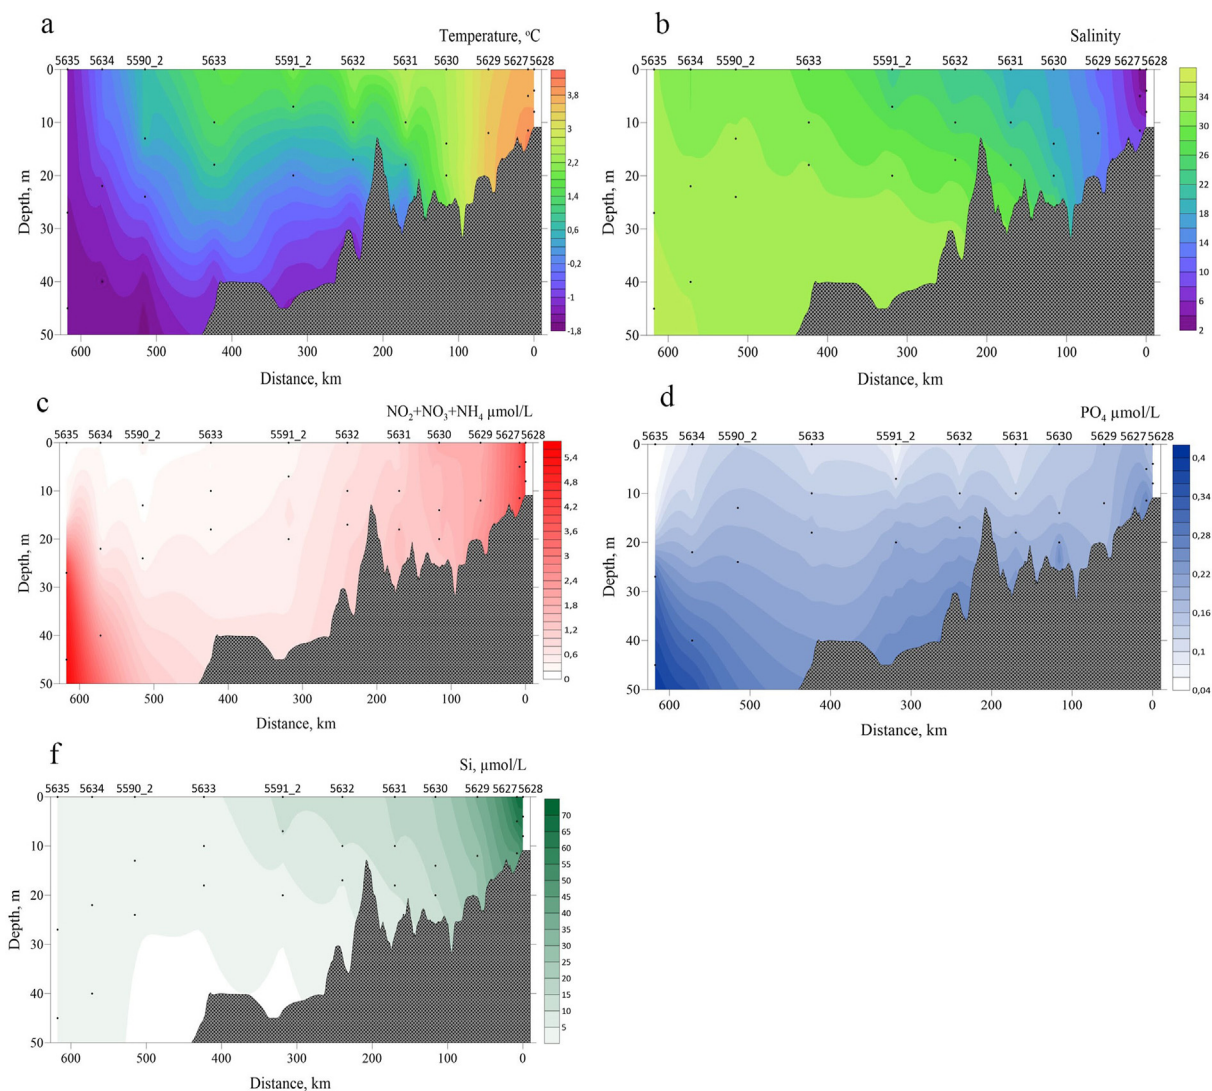 a
Temperature, °C
5635 5634 5590_2 5633 5591_2 5632 5631 5630 5629 5627 5628
0
10
20
30
40
50
Depth, m
600 500 400 300 200 100 0
Distance, km
3,8
3
2,2
1,4
0,6
-0,2
-1
-1,8
b
Salinity
5635 5634 5590_2 5633 5591_2 5632 5631 5630 5629 5627 5628
0
10
20
30
40
50
Depth, m
600 500 400 300 200 100 0
Distance, km
34
30
26
22
18
14
10
6
2
c
NO₂+NO₃+NH₄ µmol/L
5635 5634 5590_2 5633 5591_2 5632 5631 5630 5629 5627 5628
0
10
20
30
40
50
Depth, m
600 500 400 300 200 100 0
Distance, km
5,4
4,8
4,2
3,6
3
2,4
1,8
1,2
0,6
0
d
PO₄ µmol/L
5635 5634 5590_2 5633 5591_2 5632 5631 5630 5629 5627 5628
0
10
20
30
40
50
Depth, m
600 500 400 300 200 100 0
Distance, km
0,4
0,34
0,28
0,22
0,16
0,1
0,04
f
Si, µmol/L
5635 5634 5590_2 5633 5591_2 5632 5631 5630 5629 5627 5628
0
10
20
30
40
50
Depth, m
600 500 400 300 200 100 0
Distance, km
70
65
60
55
50
45
40
35
30
25
20
15
10
5